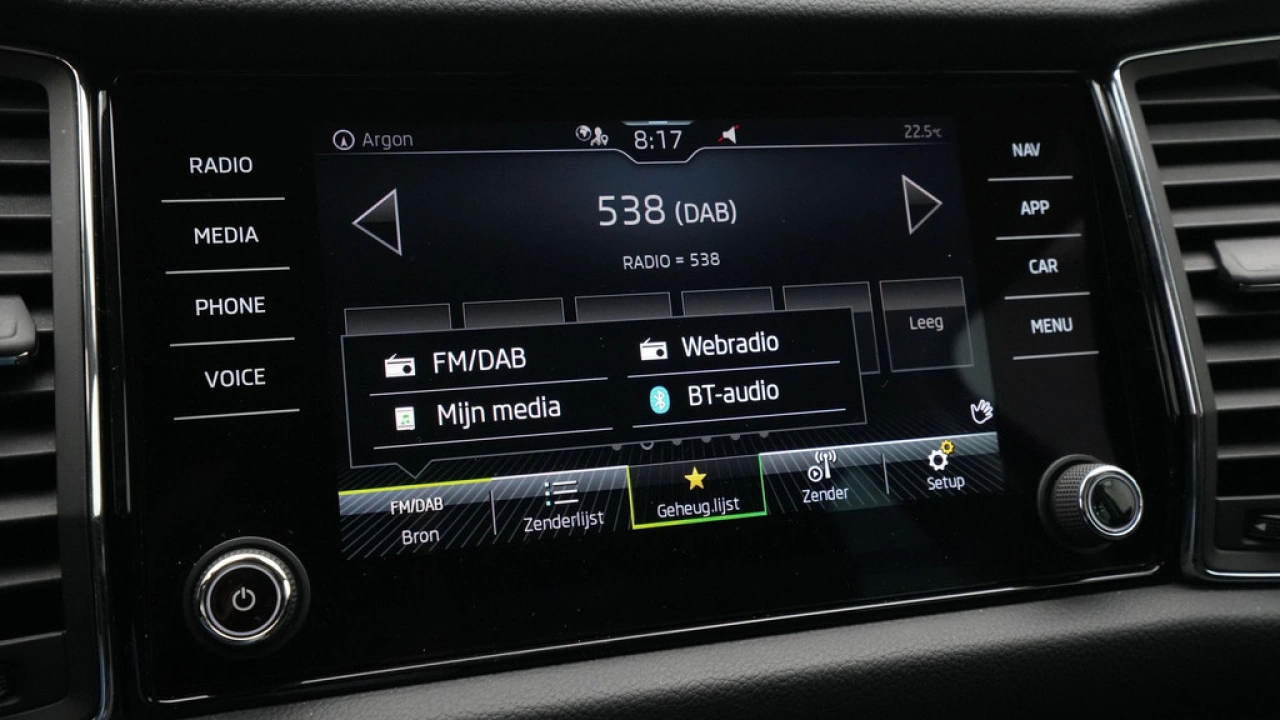 RADIO
MEDIA
PHONE
VOICE
Argon
8:17
22.5°C
538 (DAB)
RADIO = 538
Leeg
FM/DAB
Webradio
Mijn media
BT-audio
FM/DAB
Bron
Zenderlijst
Geheug.lijst
Zender
Setup
NAV
APP
CAR
MENU